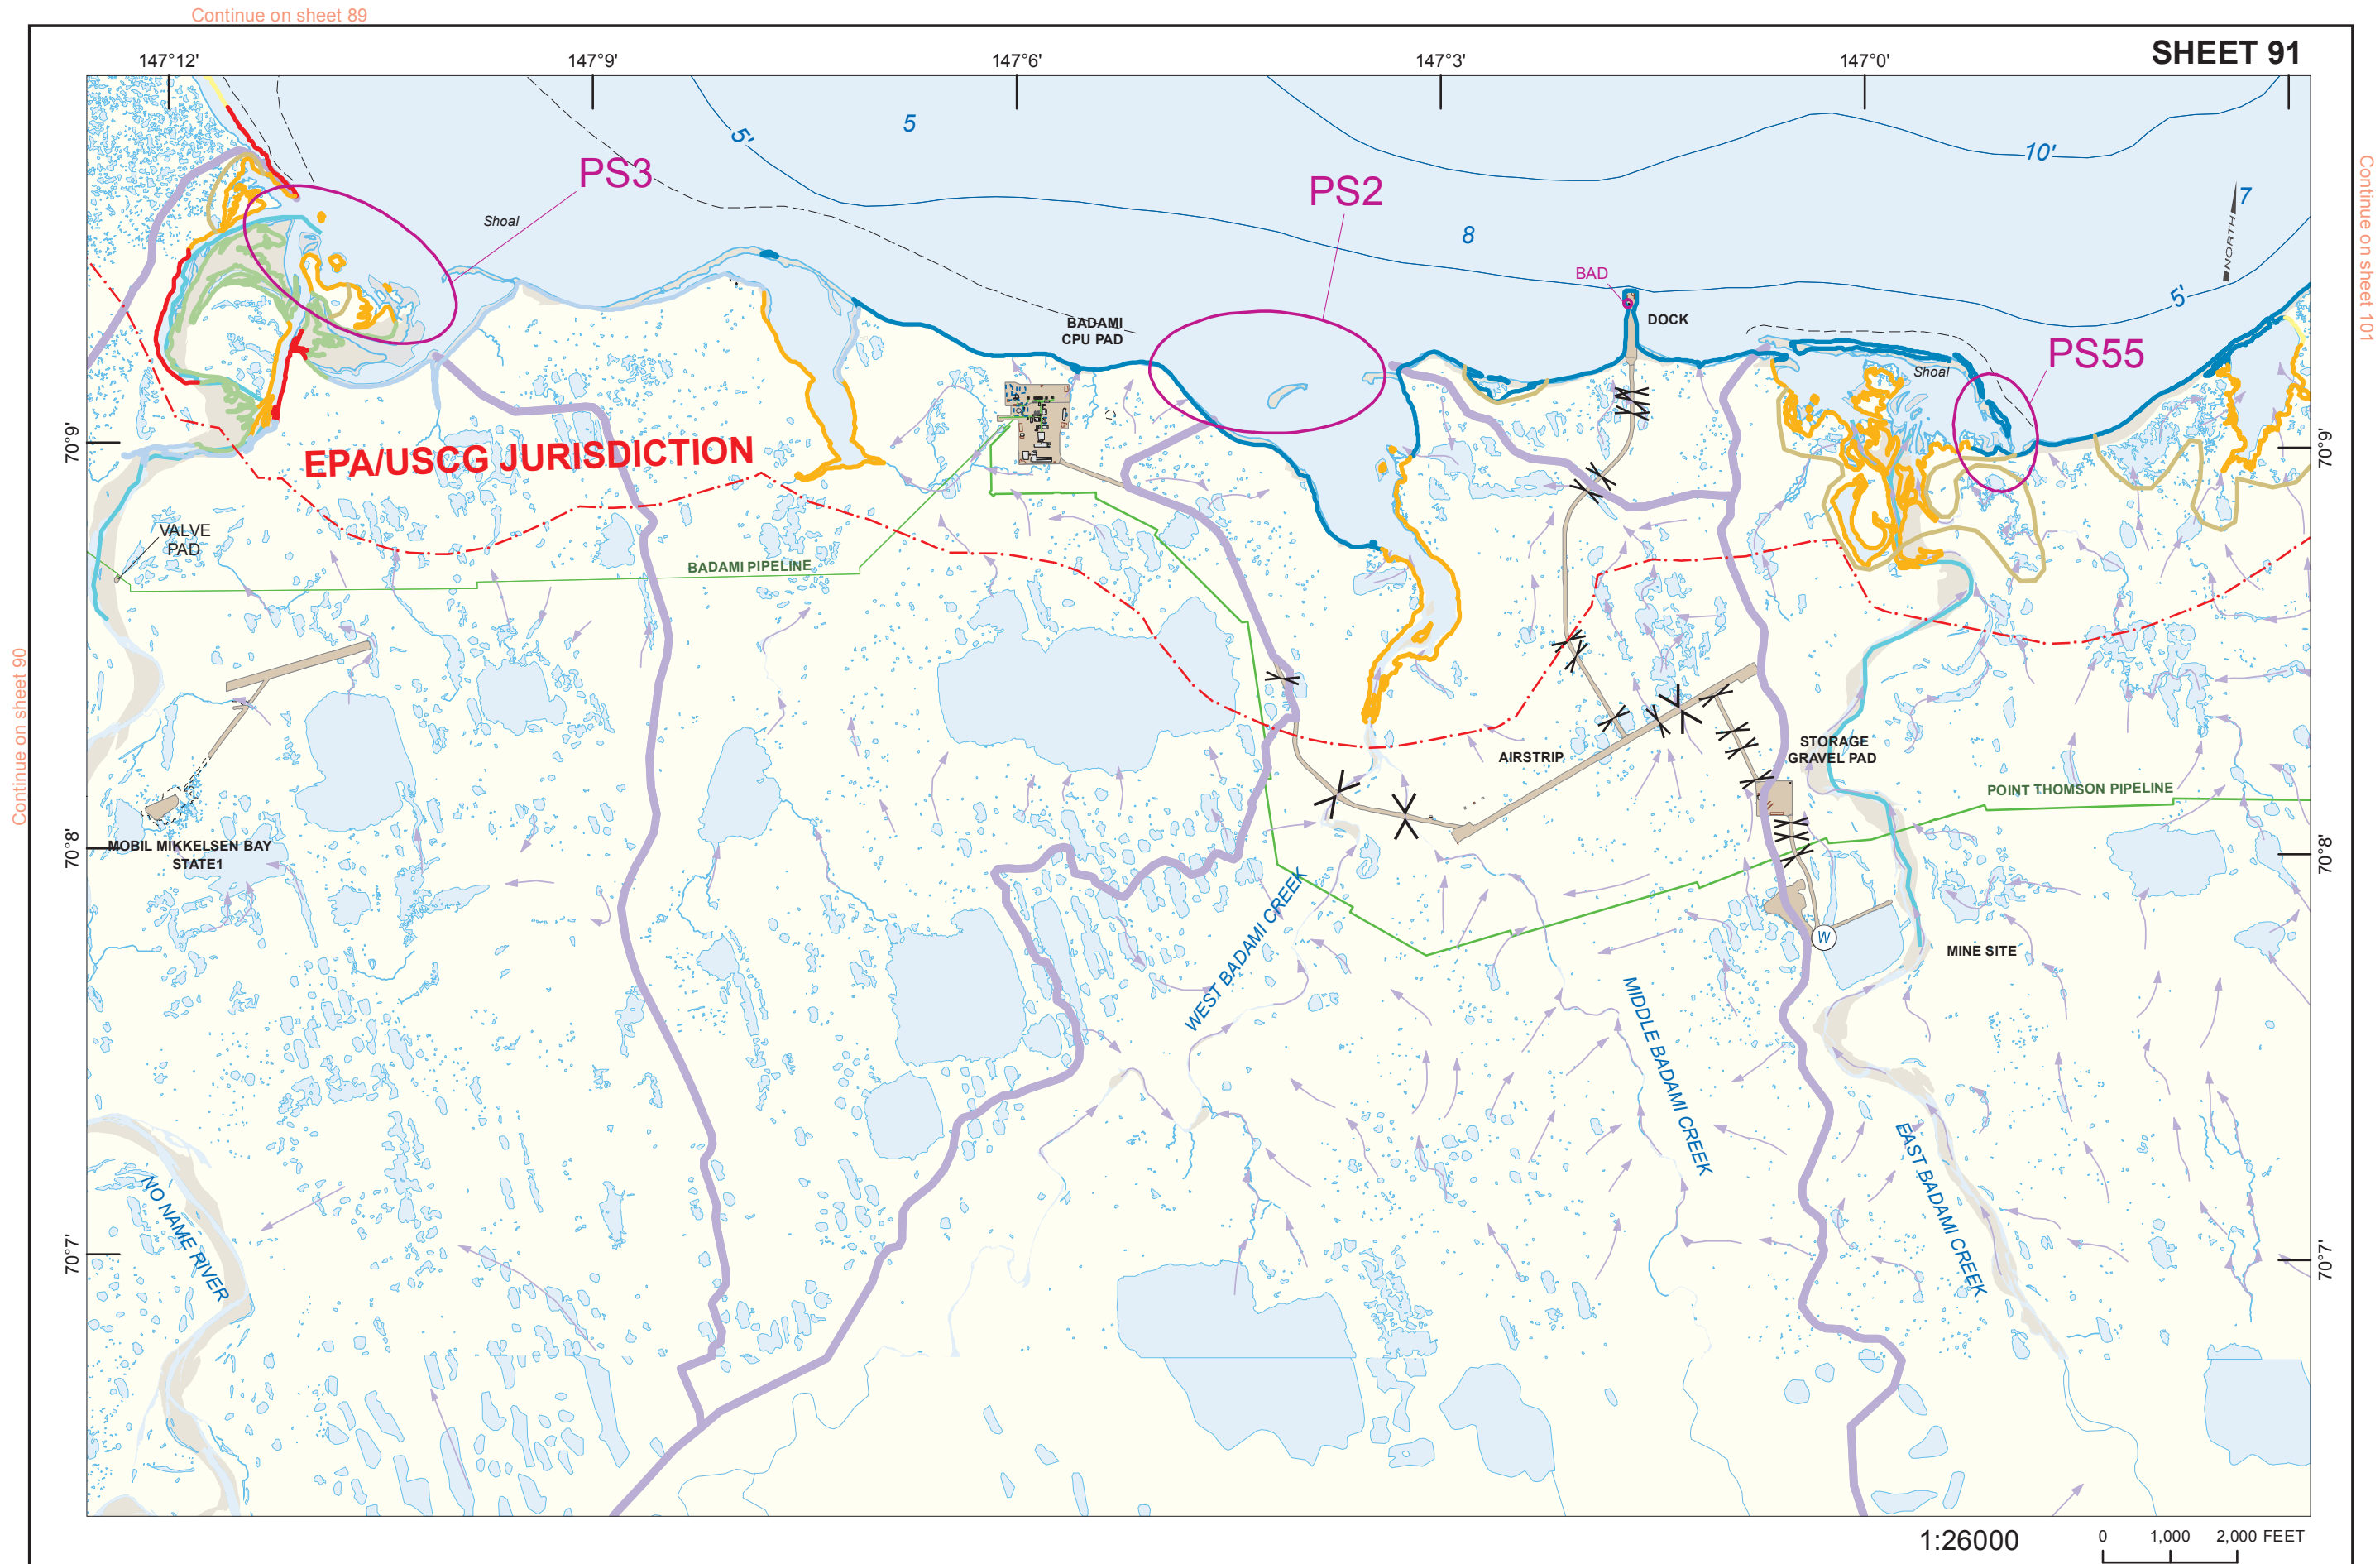 Continue on sheet 89
SHEET 91
147°12'
147°9'
147°6'
147°3'
147°0'
5'
5
10'
PS3
PS2
7
NORTH
Shoal
8
5'
BAD
DOCK
BADAMI
CPU PAD
PS55
Shoal
Continue on sheet 101
70°9'
70°9'
EPA/USCG JURISDICTION
VALVE
PAD
BADAMI PIPELINE
Continue on sheet 90
AIRSTRIP
STORAGE
GRAVEL PAD
POINT THOMSON PIPELINE
70°8'
70°8'
MOBIL MIKKELSEN BAY
STATE1
WEST BADAMI CREEK
W
MINE SITE
MIDDLE BADAMI CREEK
EAST BADAMI CREEK
NO NAME RIVER
70°7'
70°7'
1:26000
0 1,000 2,000 FEET